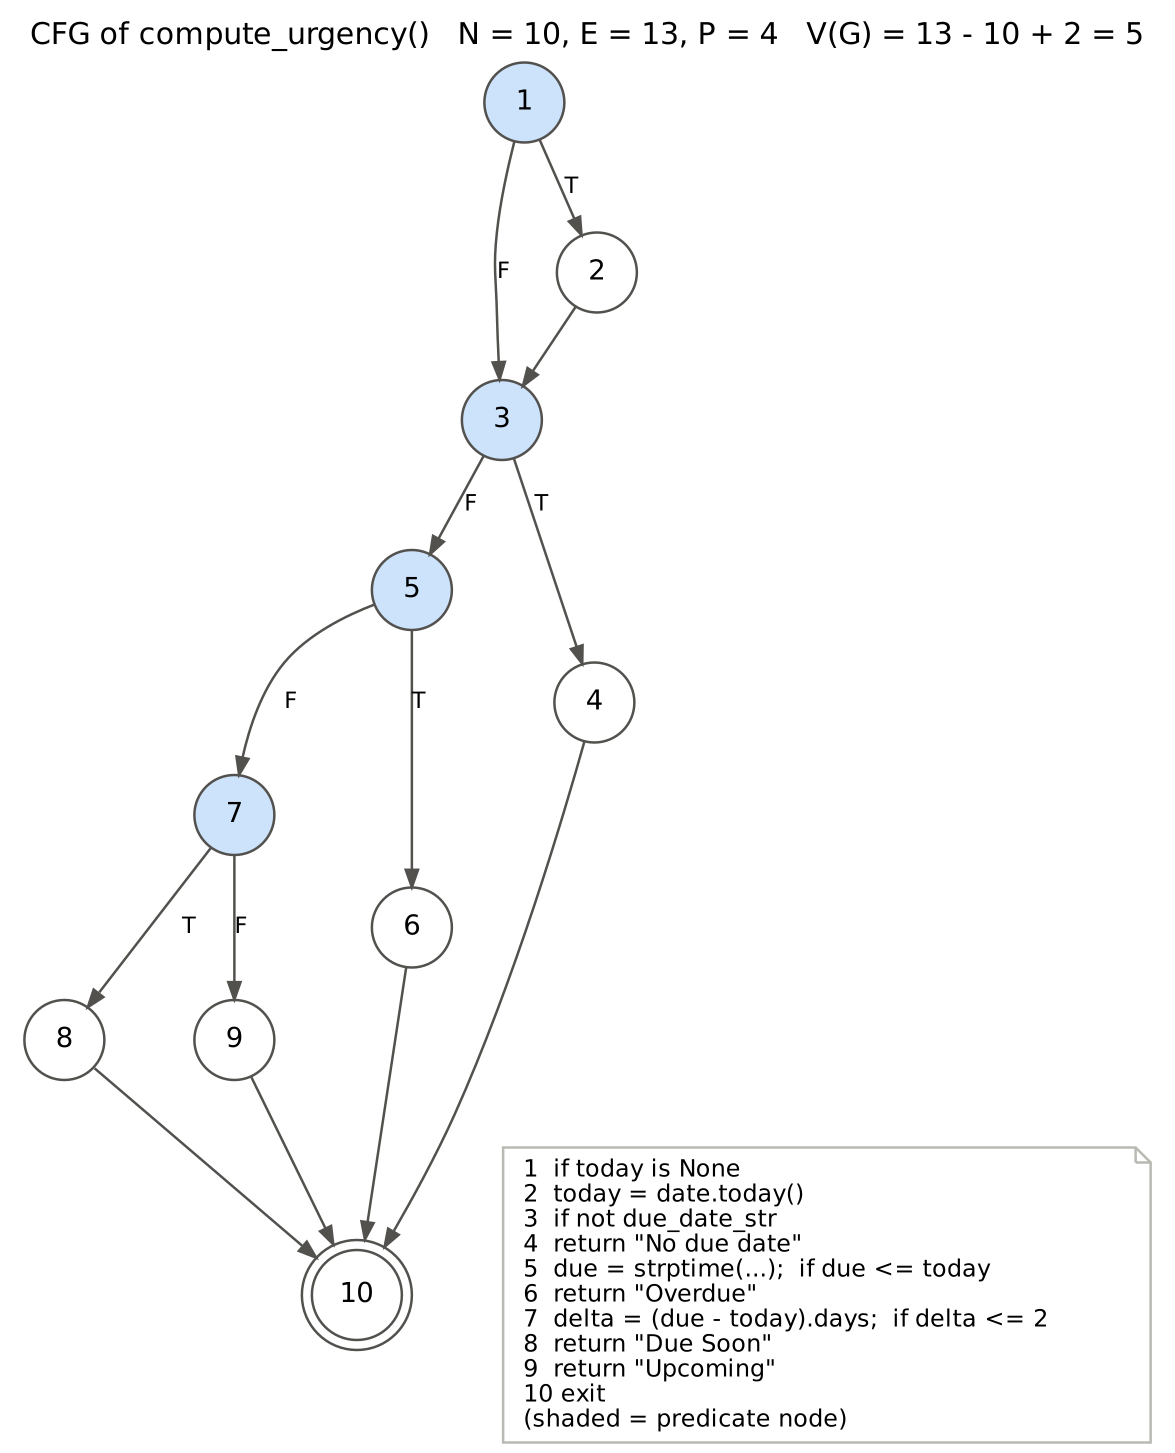 CFG of compute_urgency()   N = 10, E = 13, P = 4   V(G) = 13 - 10 + 2 = 5
1
T
2
F
3
F
T
5
4
F
T
7
6
T
F
8
9
10
1  if today is None
2  today = date.today()
3  if not due_date_str
4  return "No due date"
5  due = strptime(...);  if due <= today
6  return "Overdue"
7  delta = (due - today).days;  if delta <= 2
8  return "Due Soon"
9  return "Upcoming"
10 exit
(shaded = predicate node)